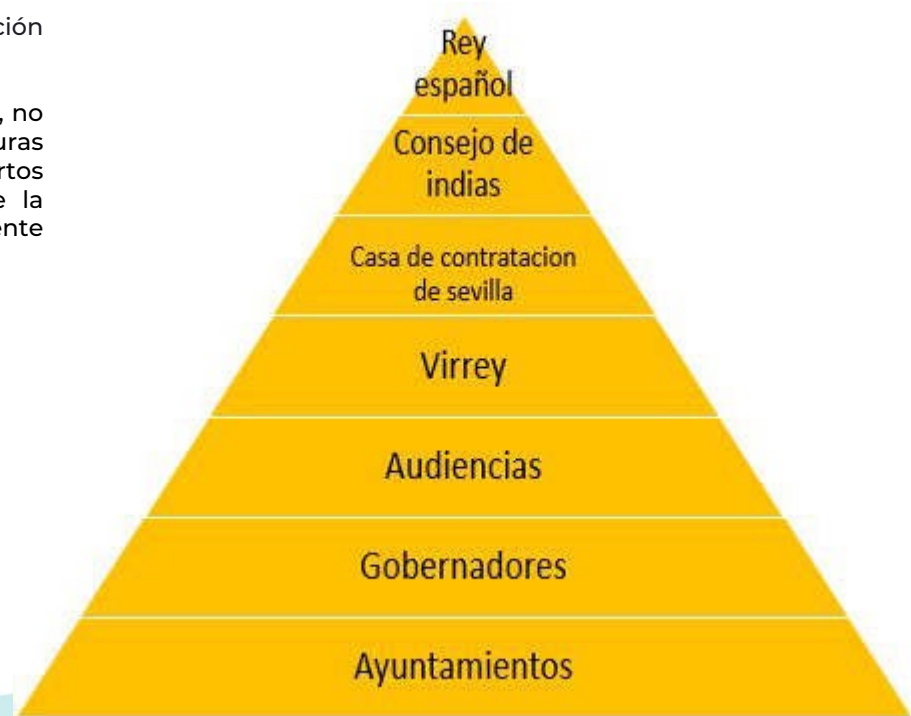 ción
, no
uras
rtos
e la
ente
Rey
español
Consejo de
indias
Casa de contratacion
de sevilla
Virrey
Audiencias
Gobernadores
Ayuntamientos